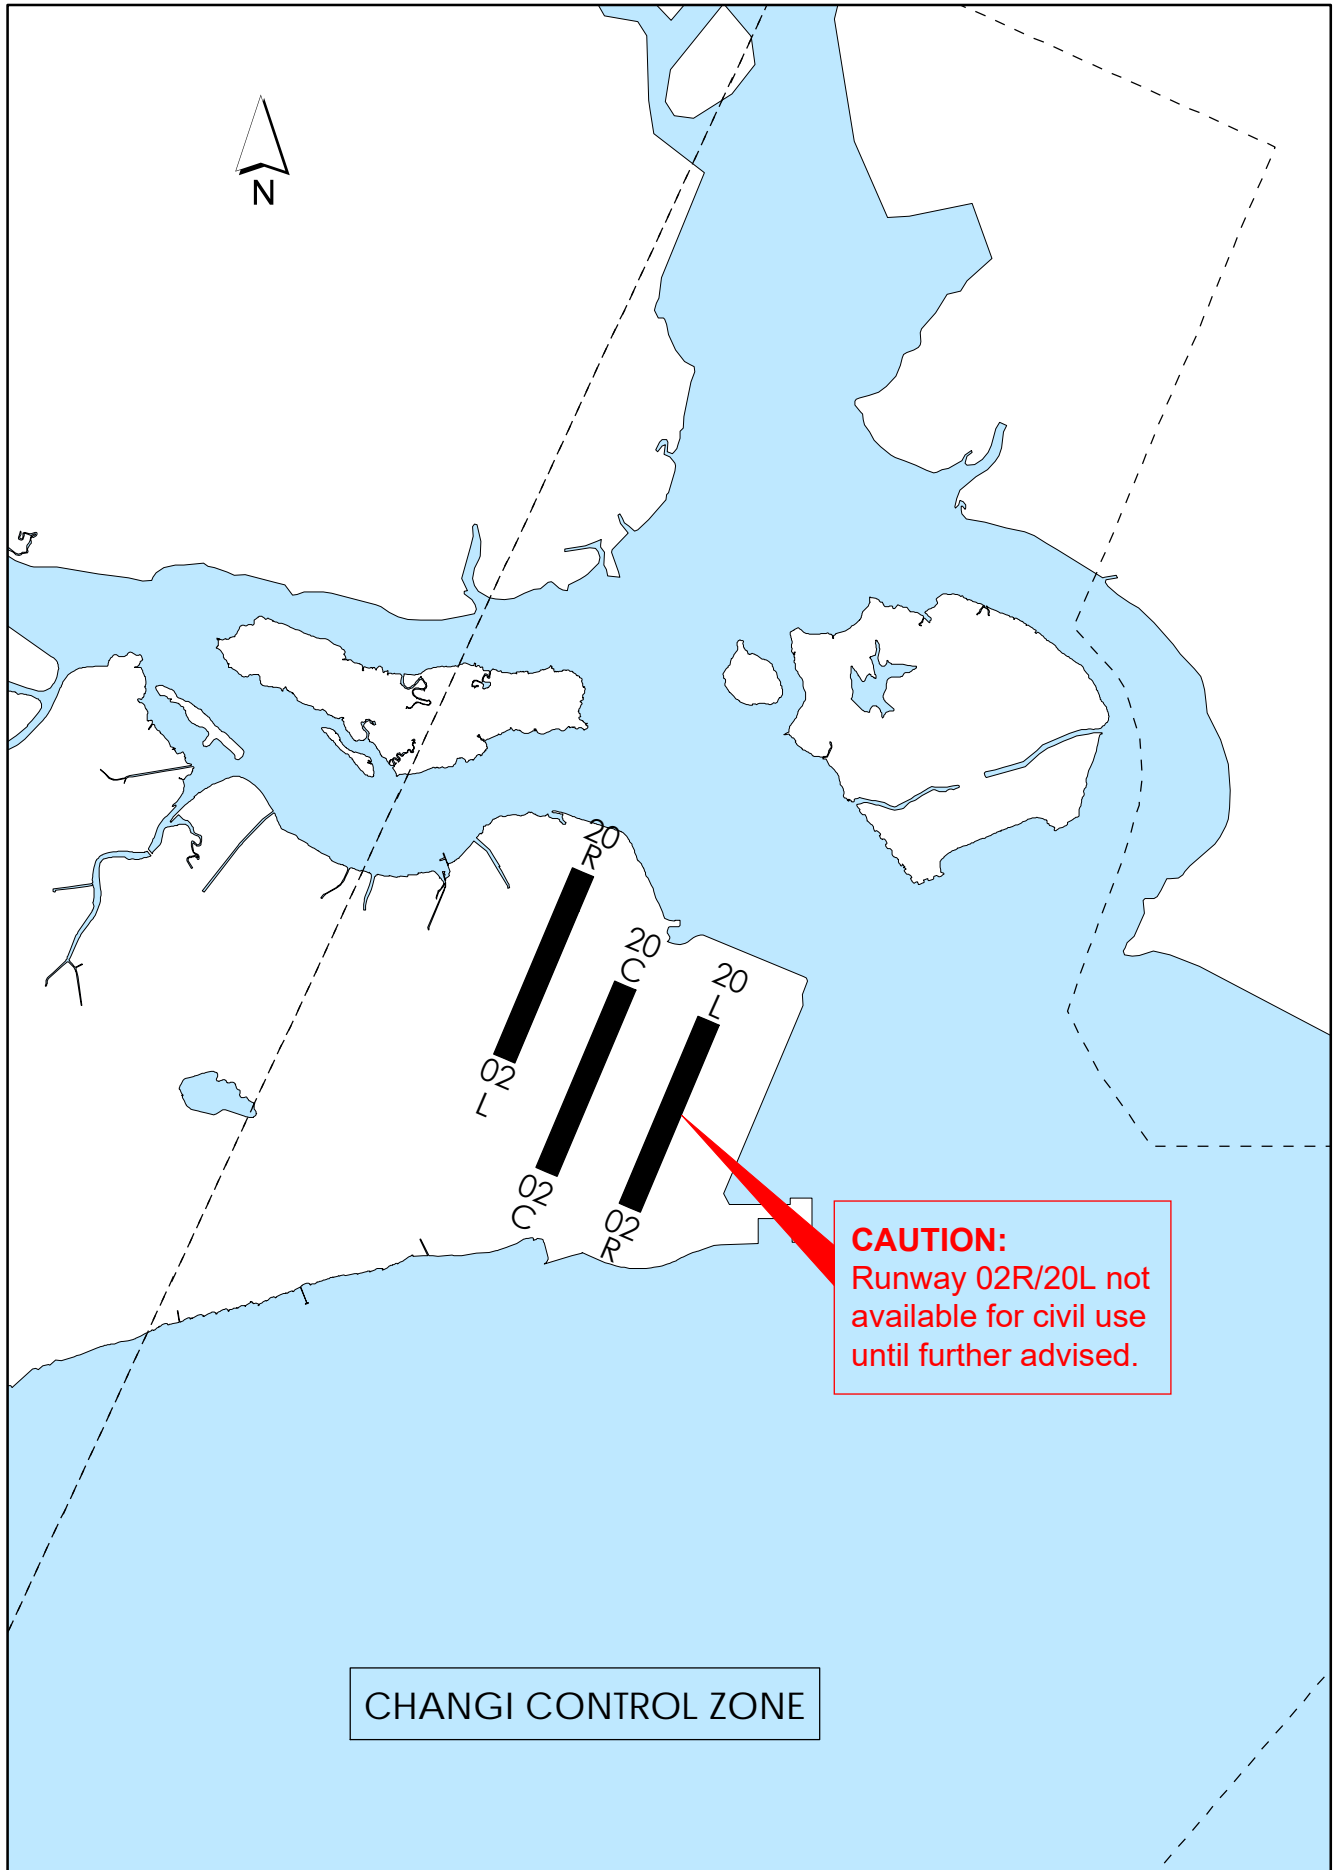 N
20
R
20
C
20
L
02
L
02
C
02
R
CAUTION:
Runway 02R/20L not
available for civil use
until further advised.
CHANGI CONTROL ZONE